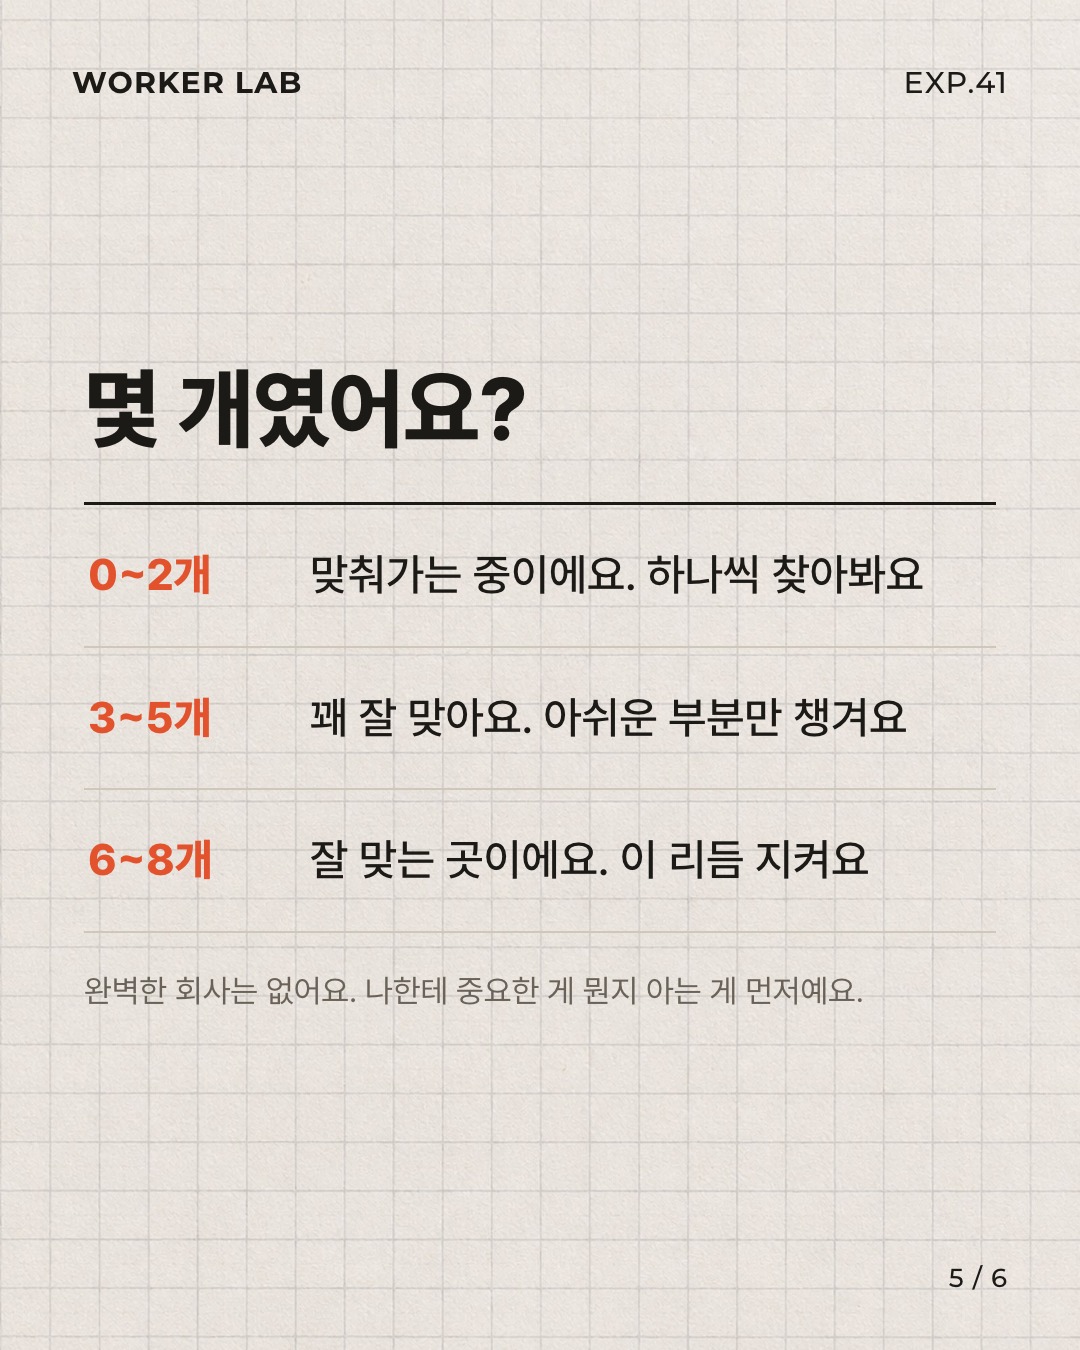 WORKER LAB
EXP.41
몇 개였어요?
0~2개 맞춰가는 중이에요. 하나씩 찾아봐요
3~5개 꽤 잘 맞아요. 아쉬운 부분만 챙겨요
6~8개 잘 맞는 곳이에요. 이 리듬 지켜요
완벽한 회사는 없어요. 나한테 중요한 게 뭔지 아는 게 먼저예요.
5 / 6